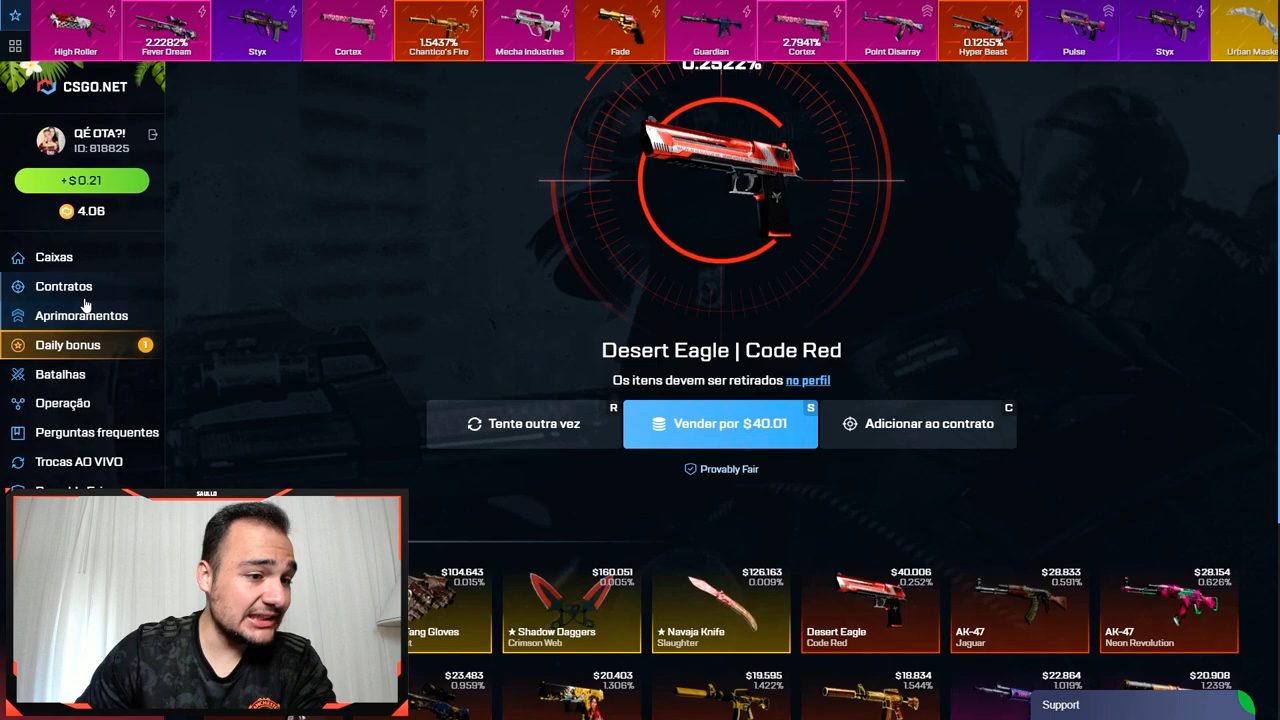 High Roller
2.2282%
Fever Dream
Styx
Cortex
1.5437%
Chantico's Fire
Mecha Industries
Fade
Guardian
2.7941%
Cortex
Point Disarray
0.1255%
Hyper Beast
Pulse
Styx
Urban Maske
CSGO.NET
QÉ OTA?!
ID: 818825
+$0.21
4.06
Caixas
Contratos
Aprimoramentos
Daily bonus 1
Batalhas
Operação
Perguntas frequentes
Trocas AO VIVO
0.2522%
Desert Eagle | Code Red
Os itens devem ser retirados no perfil
Tente outra vez R
Vender por $40.01 S
Adicionar ao contrato C
Provably Fair
SAULLO
$104.643
0.015%
ang Gloves
$160.051
0.005%
★ Shadow Daggers
Crimson Web
$126.163
0.009%
★ Navaja Knife
Slaughter
$40.006
0.252%
Desert Eagle
Code Red
$28.833
0.591%
AK-47
Jaguar
$28.154
0.626%
AK-47
Neon Revolution
$23.483
0.959%
$20.403
1.306%
$19.595
1.422%
$18.834
1.544%
$22.864
1.019%
$20.908
1.239%
Support